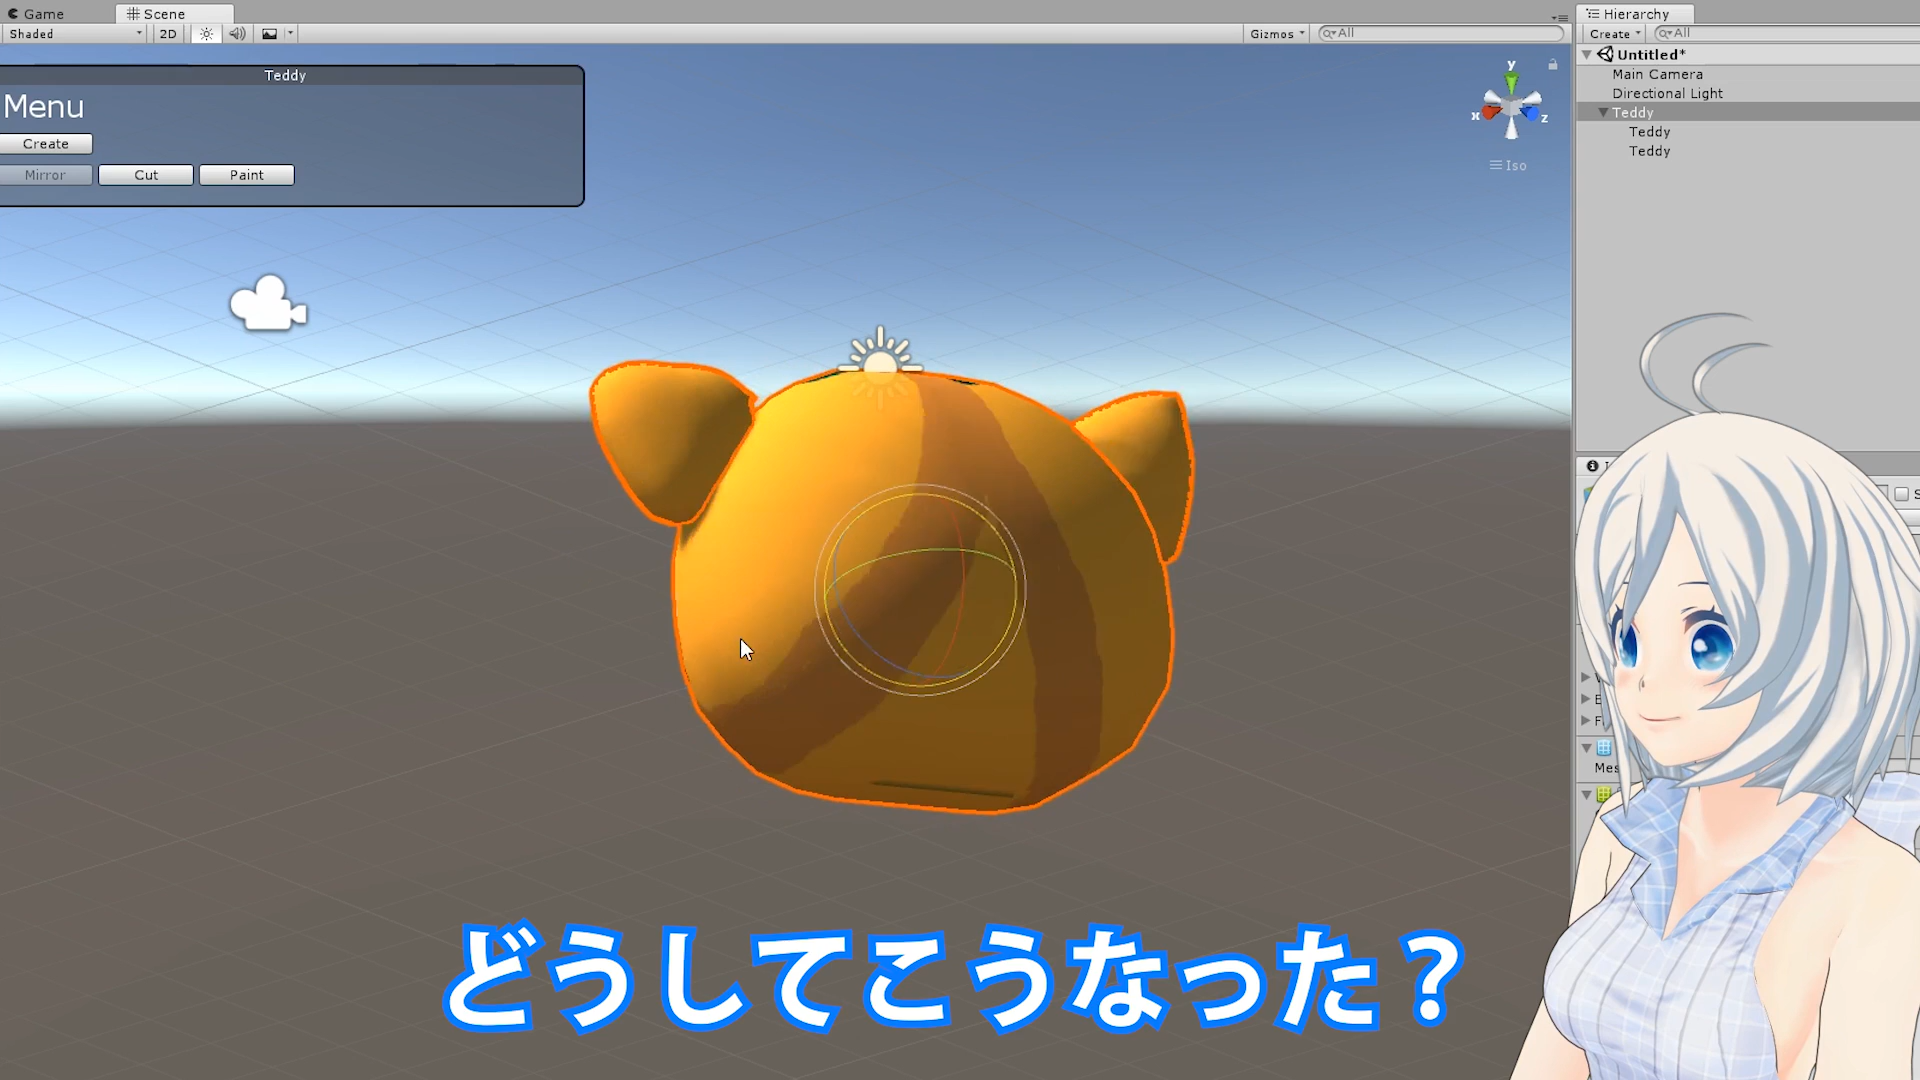 Game
Scene
Shaded
2D
Gizmos
All
Teddy
Menu
Create
Mirror
Cut
Paint
y
x
z
Iso
Hierarchy
Create
All
Untitled*
Main Camera
Directional Light
Teddy
Teddy
Teddy
どうしてこうなった？